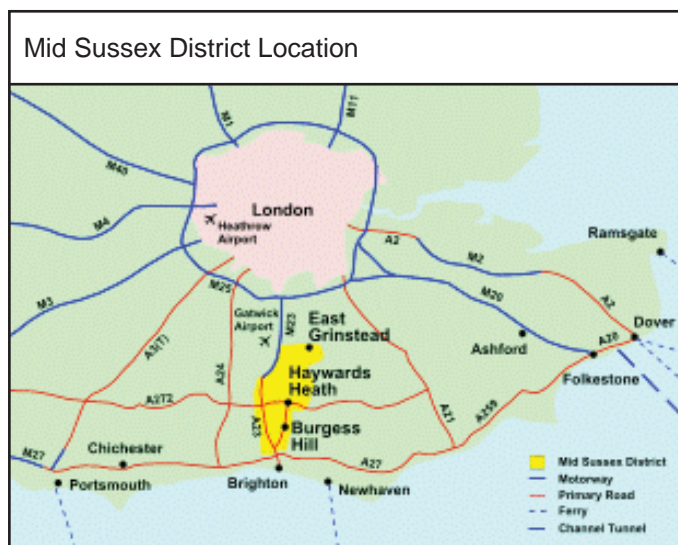 Mid Sussex District Location
M1
M11
M40
London
M4
Heathrow
Airport
A2
M2
Ramsgate
M3
M25
M20
A2
Gatwick
Airport
M23
East
Grinstead
Dover
A20
A3(T)
A24
Ashford
Folkestone
Haywards
Heath
A272
A23
A21
A259
Burgess
Hill
M27
Chichester
A27
Portsmouth
Brighton
Newhaven
Mid Sussex District
Motorway
Primary Road
Ferry
Channel Tunnel